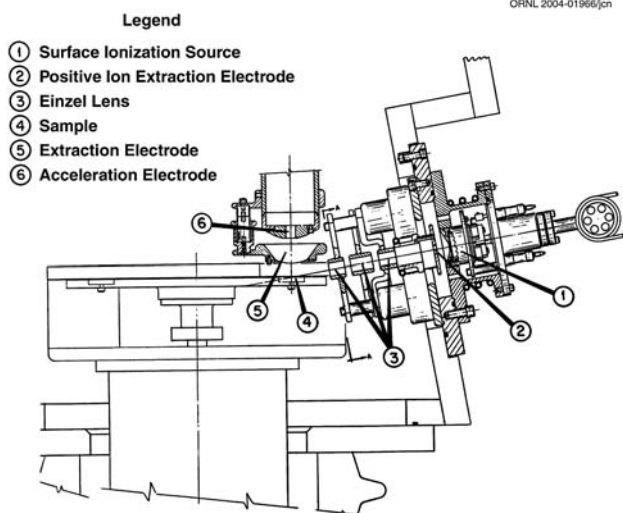 ORNL 2004-01966/jcn
Legend
1 Surface Ionization Source
2 Positive Ion Extraction Electrode
3 Einzel Lens
4 Sample
5 Extraction Electrode
6 Acceleration Electrode
A
6
5
4
3
2
1
A